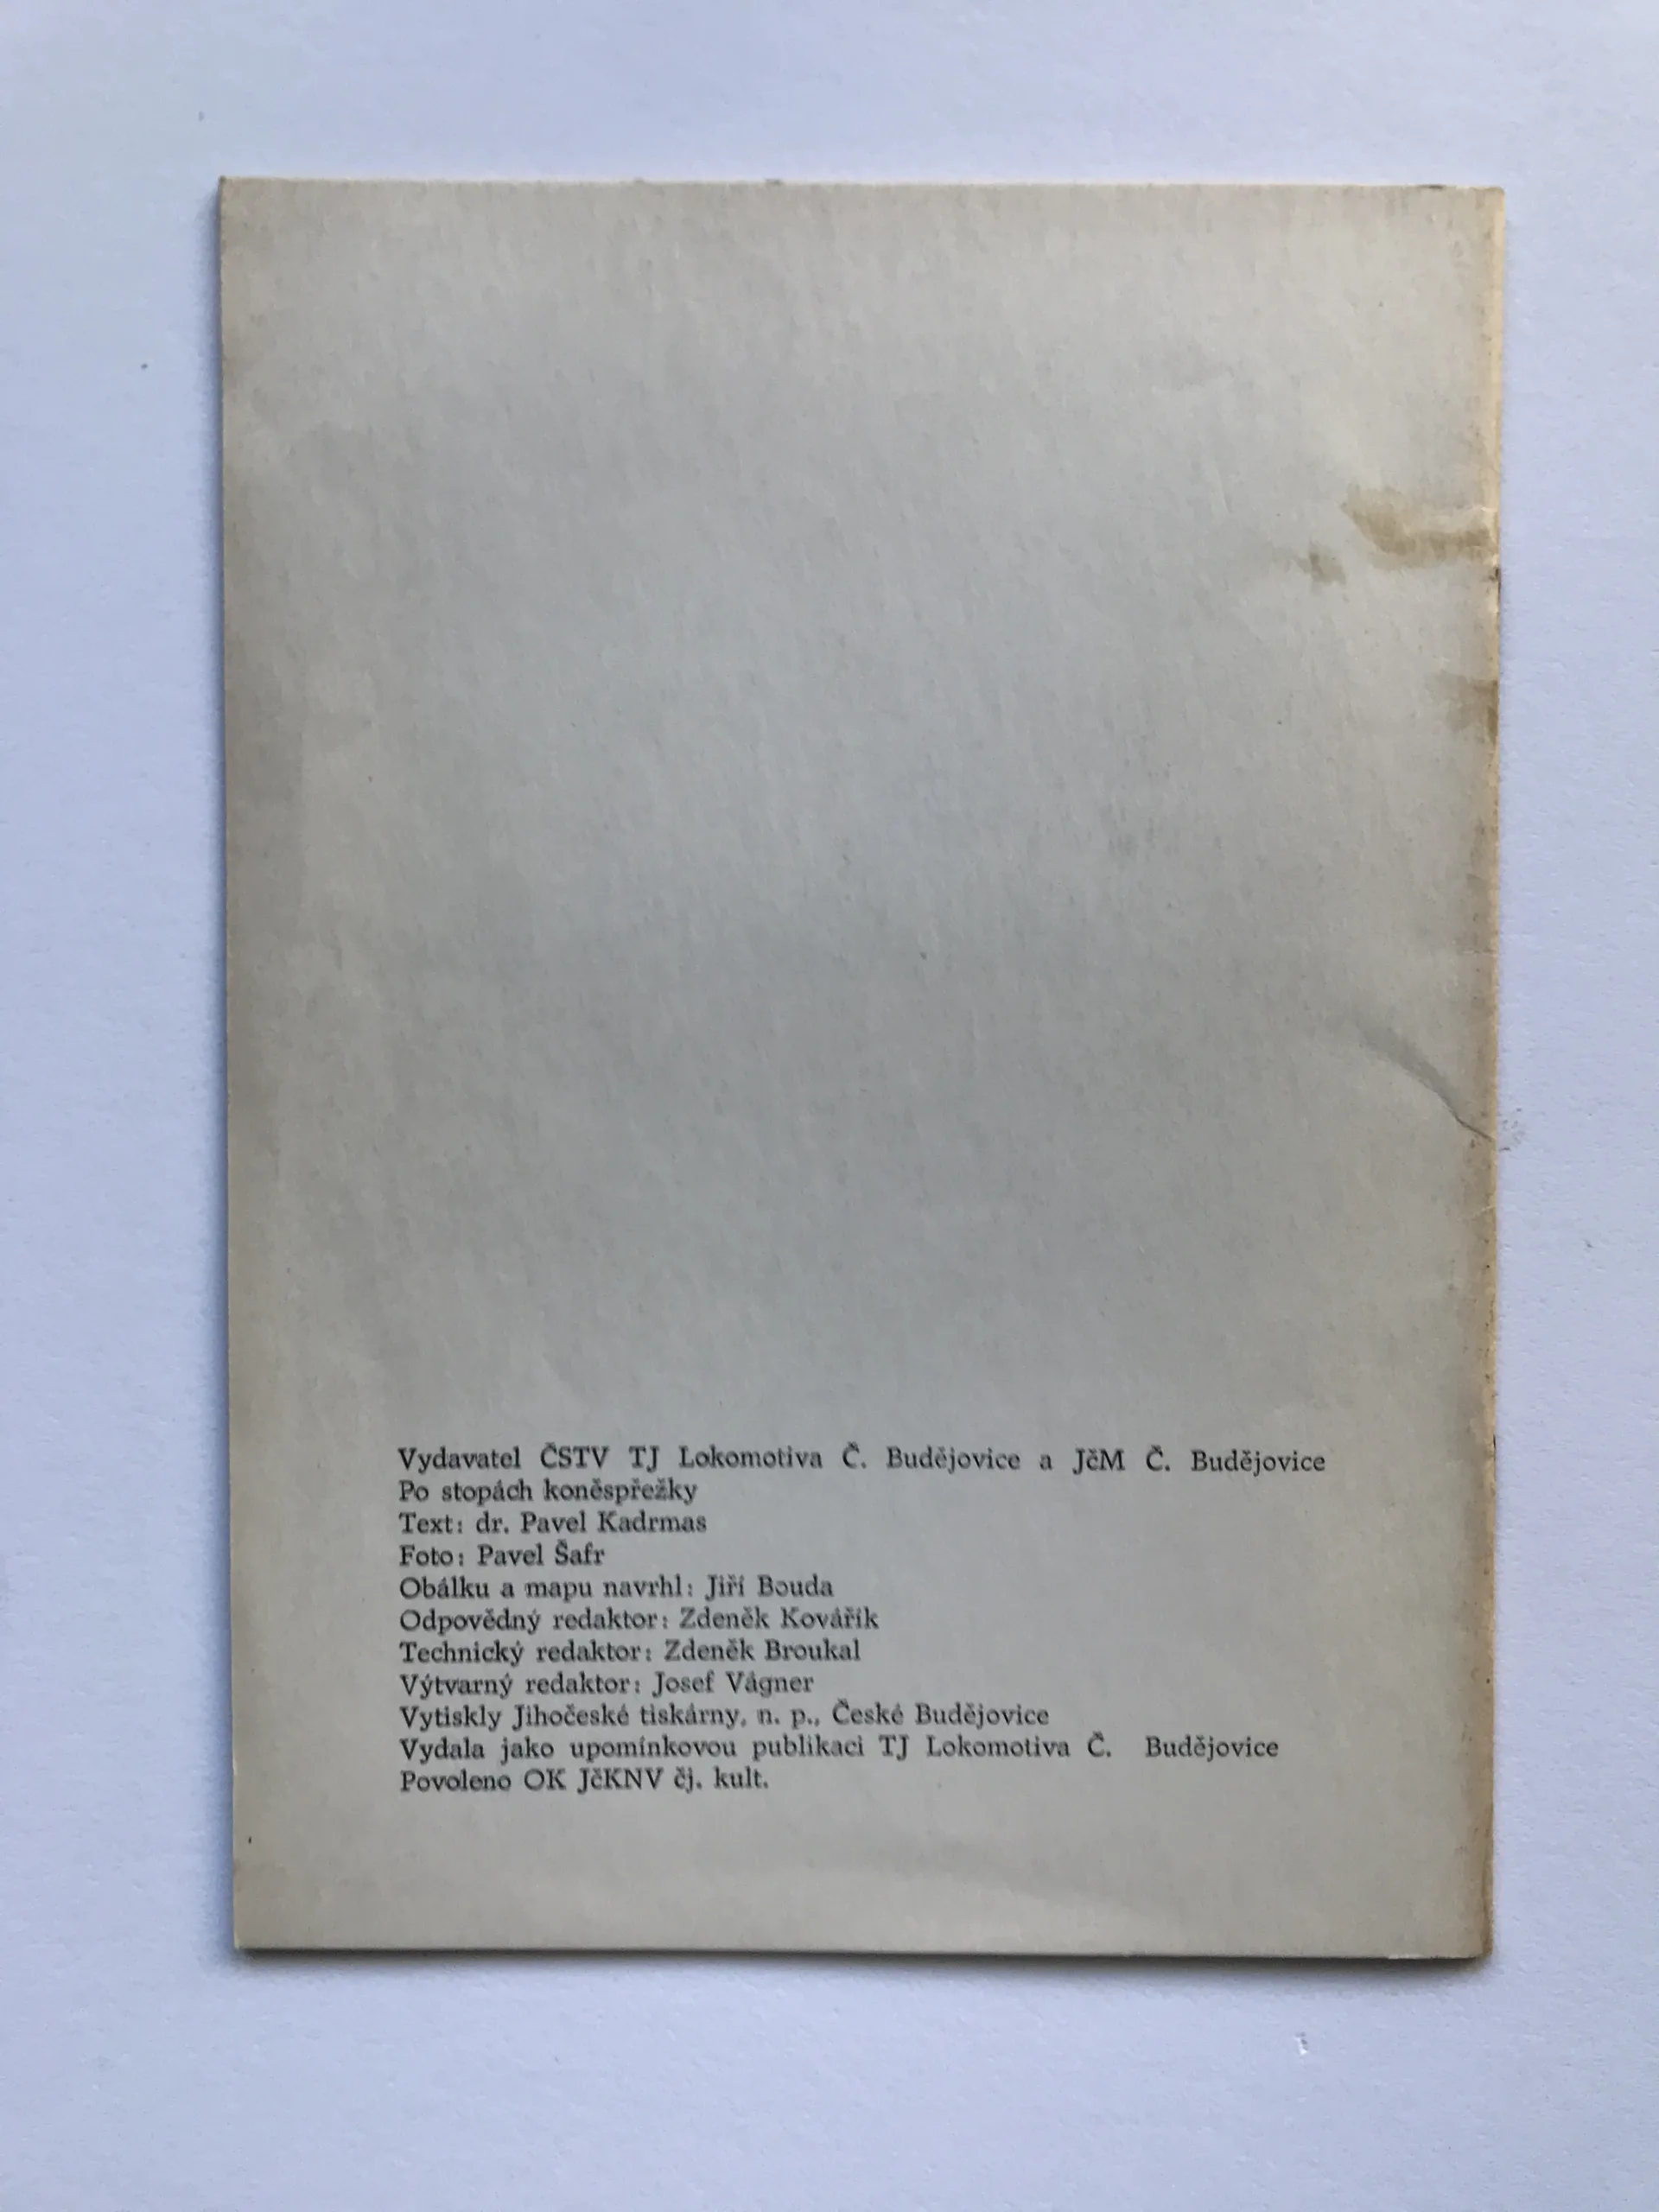 Vydavatel ČSTV TJ Lokomotiva Č. Budějovice a JčM Č. Budějovice
Po stopách koněspřežky
Text: dr. Pavel Kadrmas
Foto: Pavel Šafr
Obálku a mapu navrhl: Jiří Bouda
Odpovědný redaktor: Zdeněk Kovářík
Technický redaktor: Zdeněk Broukal
Výtvarný redaktor: Josef Vágner
Vytiskly Jihočeské tiskárny, n. p., České Budějovice
Vydala jako upomínkovou publikaci TJ Lokomotiva Č. Budějovice
Povoleno OK JčKNV čj. kult.